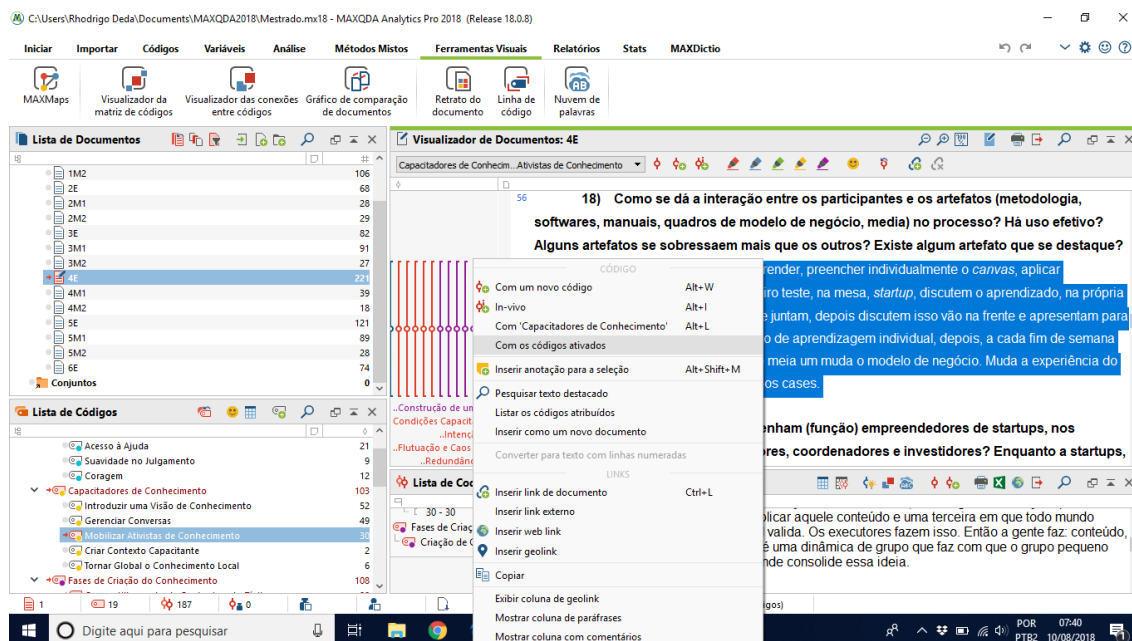 C:\Users\Rhodrigo Deda\Documents\MAXQDA2018\Mestrado.mx18 - MAXQDA Analytics Pro 2018 (Release 18.0.8)
Iniciar Importar Códigos Variáveis Análise Métodos Mistos Ferramentas Visuais Relatórios Stats MAXDictio
MAXMaps Visualizador da matriz de códigos Visualizador das conexões entre códigos Gráfico de comparação de documentos Retrato do documento Linha de código Nuvem de palavras
Lista de Documentos
1M2 106
2E 68
2M1 28
2M2 29
3E 82
3M1 91
3M2 27
4E 221
4M1 39
4M2 18
5E 121
5M1 89
5M2 28
6E 74
Conjuntos 0
Lista de Códigos
Acesso à Ajuda 21
Suavidade no Julgamento 9
Coragem 12
Capacitadores de Conhecimento 103
Introduzir uma Visão de Conhecimento 52
Gerenciar Conversas 49
Mobilizar Ativistas de Conhecimento 30
Criar Contexto Capacitante 2
Tornar Global o Conhecimento Local 6
Fases de Criação do Conhecimento 108
Visualizador de Documentos: 4E
Capacitadores de Conhecim...Ativistas de Conhecimento
56
18) Como se dá a interação entre os participantes e os artefatos (metodologia,
softwares, manuais, quadros de modelo de negócio, media) no processo? Há uso efetivo?
Alguns artefatos se sobressaem mais que os outros? Existe algum artefato que se destaque?
render, preencher individualmente o canvas, aplicar
ro teste, na mesa, startup, discutem o aprendizado, na própria
e juntam, depois discutem isso vão na frente e apresentam para
o de aprendizagem individual, depois, a cada fim de semana
meia um muda o modelo de negócio. Muda a experiência do
os cases.
enham (função) empreendedores de startups, nos
ores, coordenadores e investidores? Enquanto a startups,
..Construção de un
Condições Capacit
..Intenç
..Flutuação e Caos
..Redundân
CÓDIGO
Com um novo código Alt+W
In-vivo Alt+I
Com 'Capacitadores de Conhecimento' Alt+L
Com os códigos ativados
Inserir anotação para a seleção Alt+Shift+M
Pesquisar texto destacado
Listar os códigos atribuídos
Inserir como um novo documento
Converter para texto com linhas numeradas
LINKS
Inserir link de documento Ctrl+L
Inserir link externo
Inserir web link
Inserir geolink
Copiar
Exibir coluna de geolink
Mostrar coluna de paráfrases
Mostrar coluna com comentários
Lista de Coc
30 - 30
Fases de Criaç
Criação de C
plicar aquele conteúdo e uma terceira em que todo mundo
valida. Os executores fazem isso. Então a gente faz: conteúdo,
é uma dinâmica de grupo que faz com que o grupo pequeno
nde consolide essa ideia.
1 19 187 0
igos)
Digite aqui para pesquisar
POR 07:40
PTB2 10/08/2018